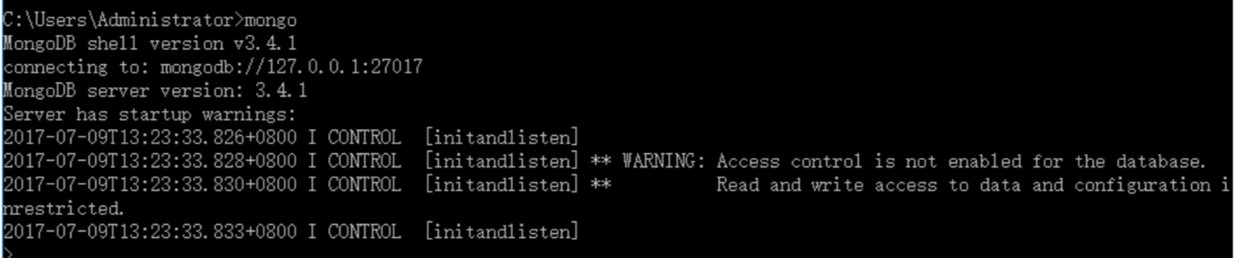 C:\Users\Administrator>mongo
MongoDB shell version v3.4.1
connecting to: mongodb://127.0.0.1:27017
MongoDB server version: 3.4.1
Server has startup warnings:
2017-07-09T13:23:33.826+0800 I CONTROL  [initandlisten]
2017-07-09T13:23:33.828+0800 I CONTROL  [initandlisten] ** WARNING: Access control is not enabled for the database.
2017-07-09T13:23:33.830+0800 I CONTROL  [initandlisten] **          Read and write access to data and configuration i
nrestricted.
2017-07-09T13:23:33.833+0800 I CONTROL  [initandlisten]
>